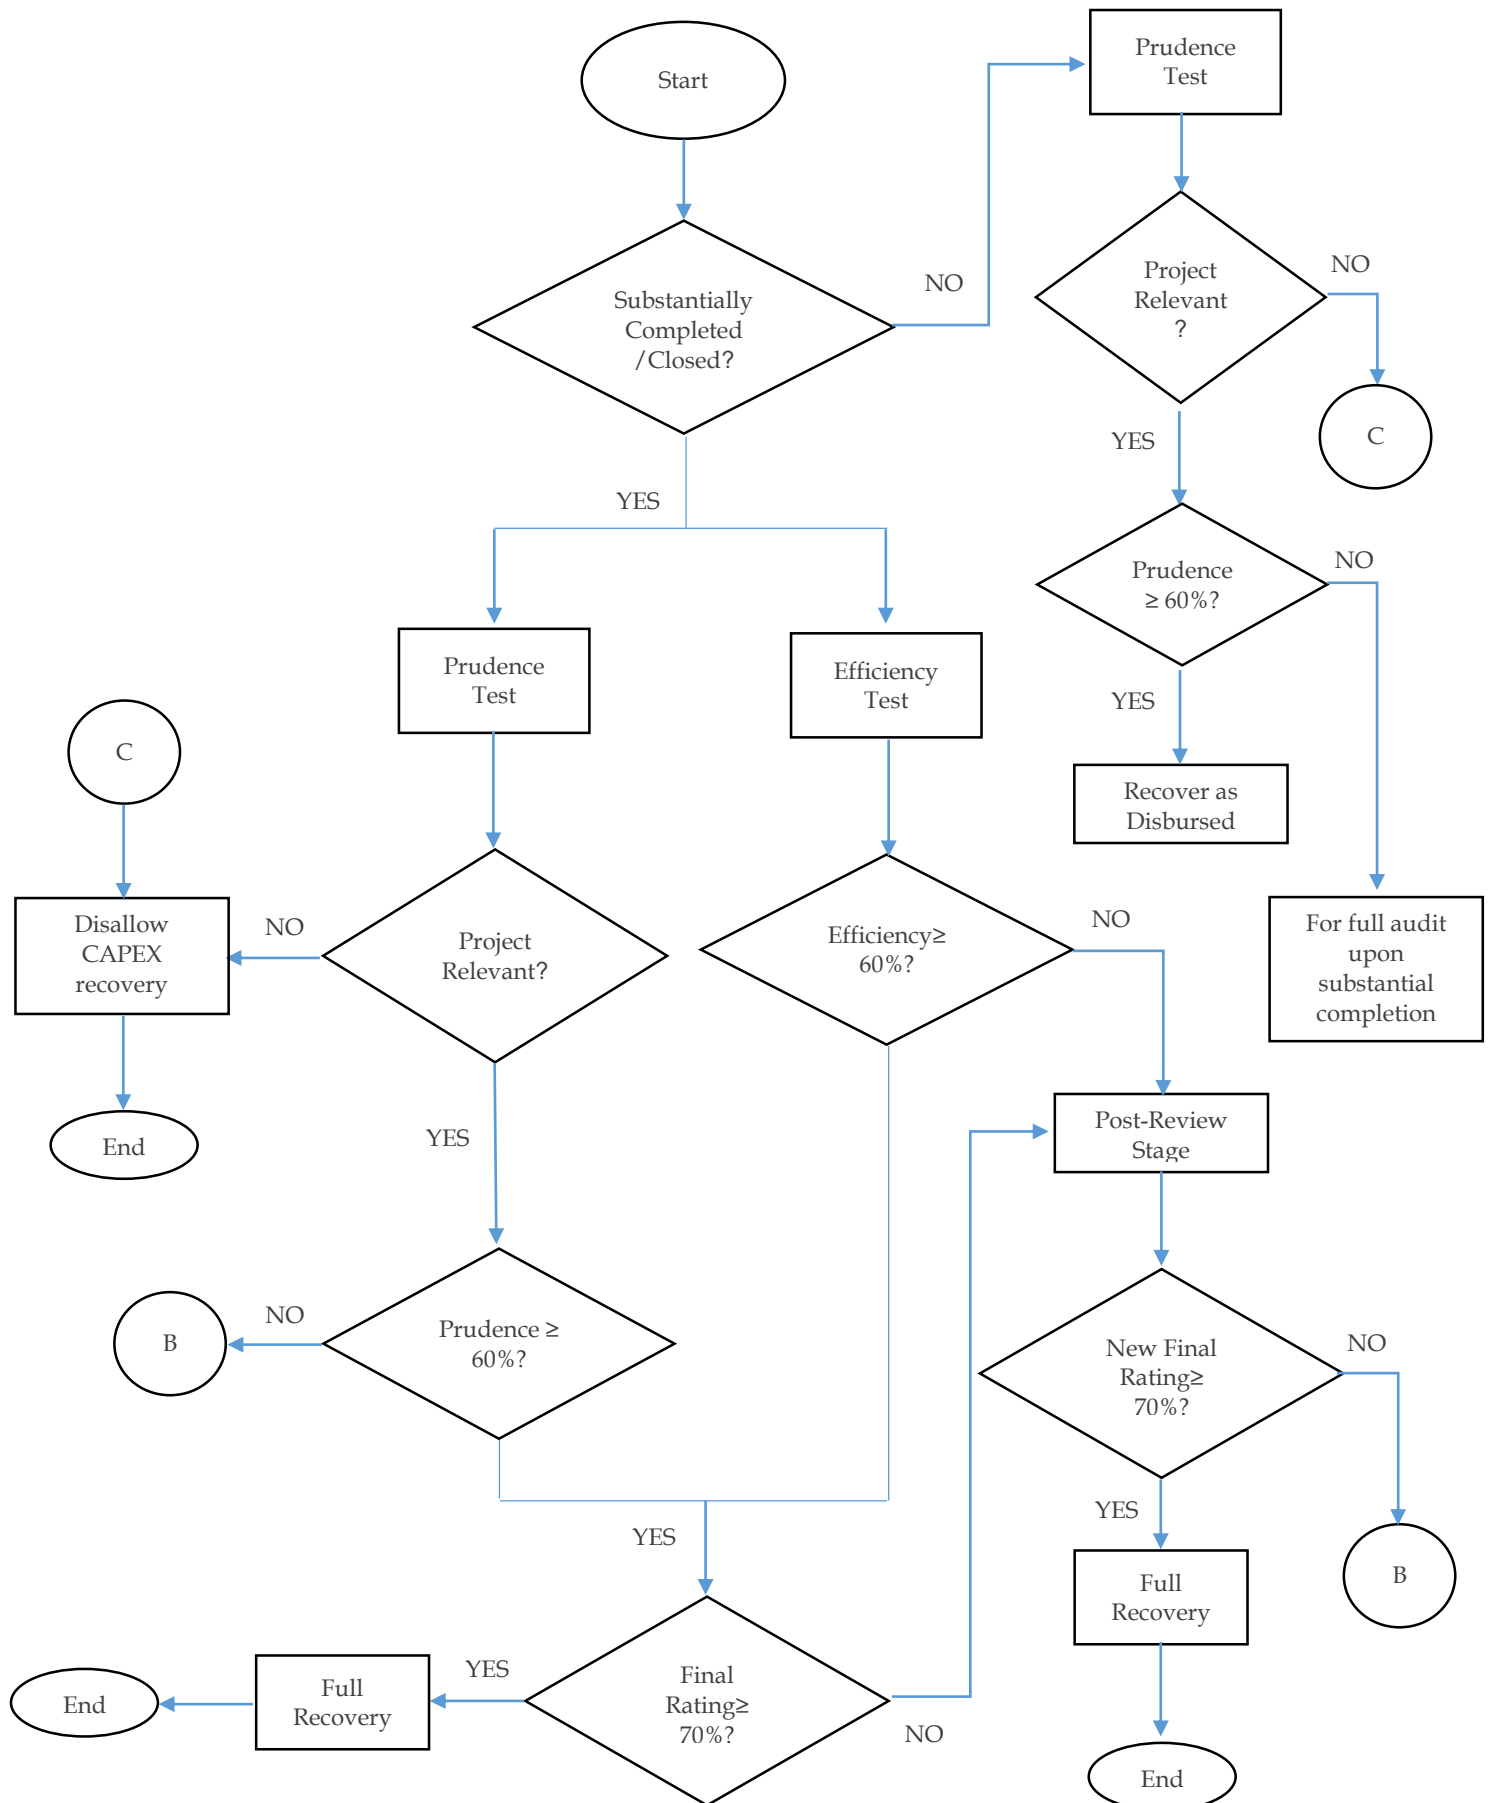 Start
Prudence
Test
NO
Substantially
Completed
/Closed?
Project
Relevant
?
NO
C
YES
YES
Prudence
≥ 60%?
NO
YES
Recover as
Disbursed
For full audit
upon
substantial
completion
Prudence
Test
Efficiency
Test
C
Disallow
CAPEX
recovery
NO
Project
Relevant?
Efficiency≥
60%?
NO
End
YES
Post-Review
Stage
B
NO
Prudence ≥
60%?
New Final
Rating≥
70%?
NO
YES
YES
B
Full
Recovery
End
Full
Recovery
YES
Final
Rating≥
70%?
NO
End